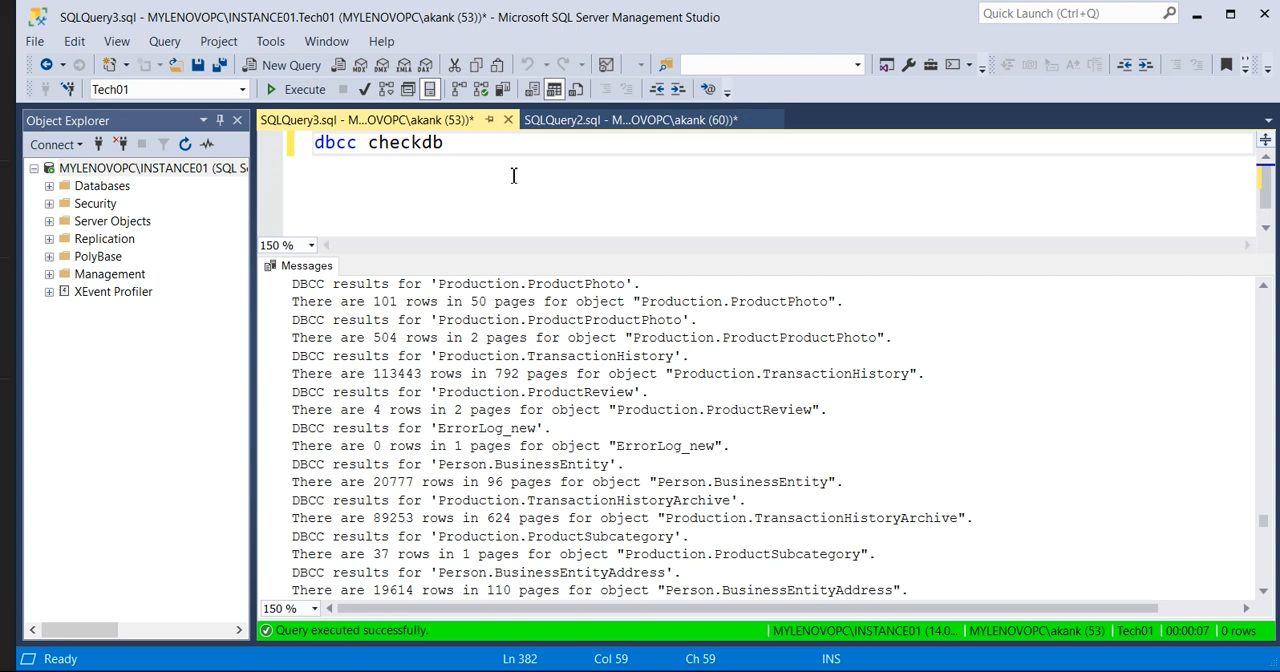 SQLQuery3.sql - MYLENOVOPC\INSTANCE01.Tech01 (MYLENOVOPC\akank (53))* - Microsoft SQL Server Management Studio
Quick Launch (Ctrl+Q)
File Edit View Query Project Tools Window Help
New Query MDX DMX XMLA DAX
Tech01 Execute
Object Explorer
SQLQuery3.sql - M...OVOPC\akank (53))* SQLQuery2.sql - M...OVOPC\akank (60))*
Connect
dbcc checkdb
MYLENOVOPC\INSTANCE01 (SQL S
Databases
Security
Server Objects
Replication
PolyBase
Management
XEvent Profiler
150 %
Messages
DBCC results for 'Production.ProductPhoto'.
There are 101 rows in 50 pages for object "Production.ProductPhoto".
DBCC results for 'Production.ProductProductPhoto'.
There are 504 rows in 2 pages for object "Production.ProductProductPhoto".
DBCC results for 'Production.TransactionHistory'.
There are 113443 rows in 792 pages for object "Production.TransactionHistory".
DBCC results for 'Production.ProductReview'.
There are 4 rows in 2 pages for object "Production.ProductReview".
DBCC results for 'ErrorLog_new'.
There are 0 rows in 1 pages for object "ErrorLog_new".
DBCC results for 'Person.BusinessEntity'.
There are 20777 rows in 96 pages for object "Person.BusinessEntity".
DBCC results for 'Production.TransactionHistoryArchive'.
There are 89253 rows in 624 pages for object "Production.TransactionHistoryArchive".
DBCC results for 'Production.ProductSubcategory'.
There are 37 rows in 1 pages for object "Production.ProductSubcategory".
DBCC results for 'Person.BusinessEntityAddress'.
There are 19614 rows in 110 pages for object "Person.BusinessEntityAddress".
150 %
Query executed successfully. MYLENOVOPC\INSTANCE01 (14.0... MYLENOVOPC\akank (53) Tech01 00:00:07 0 rows
Ready Ln 382 Col 59 Ch 59 INS